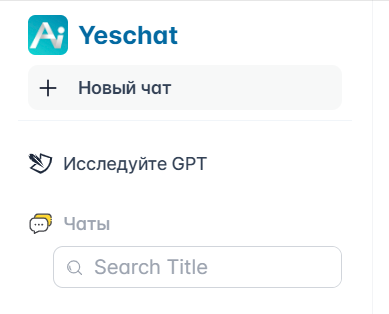 Ai Yeschat
Новый чат
Исследуйте GPT
Чаты
Search Title